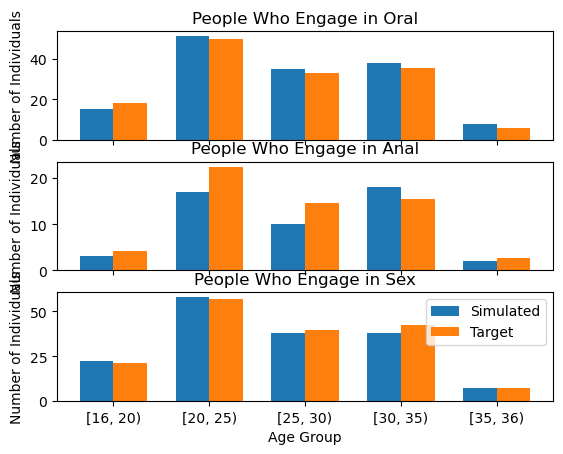 People Who Engage in Oral
Number of Individuals
40
20
0
People Who Engage in Anal
Number of Individuals
20
10
0
People Who Engage in Sex
Number of Individuals
50
25
0
Simulated
Target
[16, 20)
[20, 25)
[25, 30)
[30, 35)
[35, 36)
Age Group